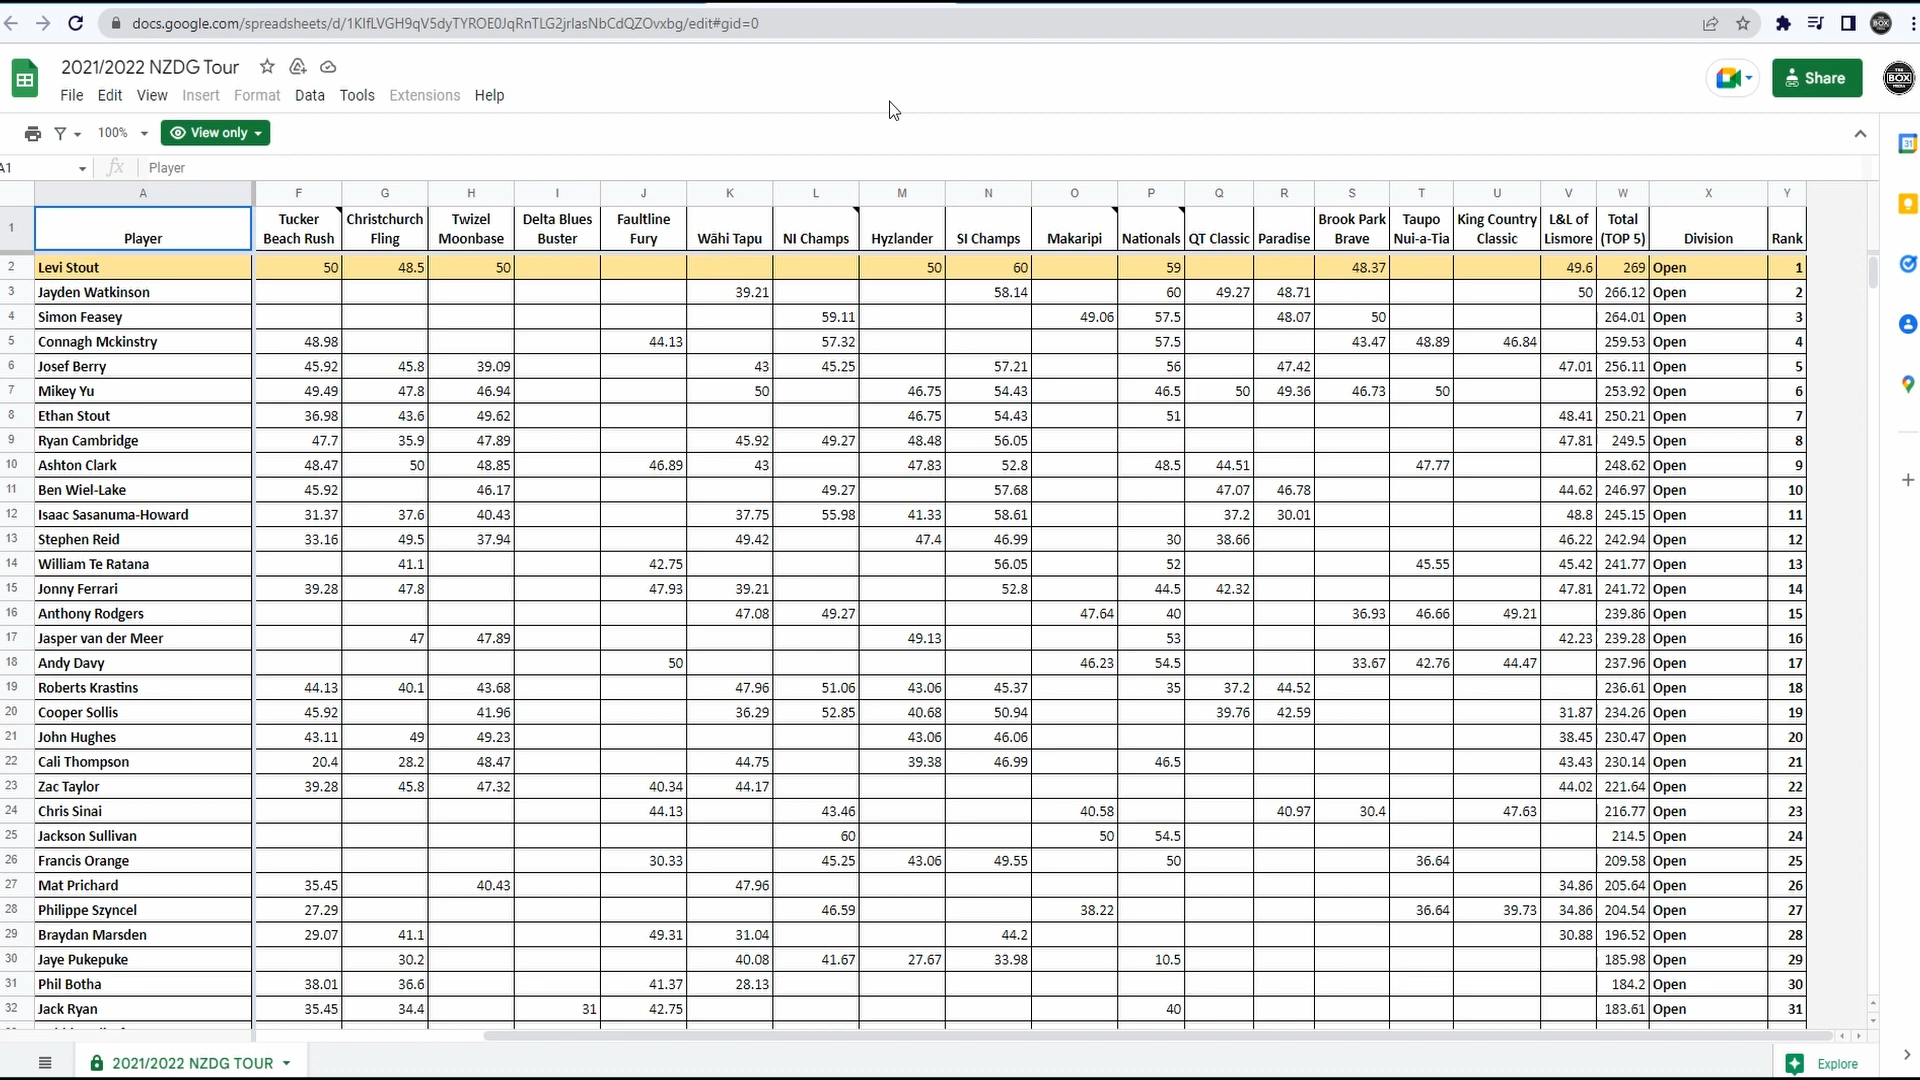 docs.google.com/spreadsheets/d/1KIfLVGH9qV5dyTYROE0JqRnTLG2jrlasNbCdQZOvxbg/edit#gid=0
2021/2022 NZDG Tour
File Edit View Insert Format Data Tools Extensions Help
Share
100% View only
A1 fx Player
A F G H I J K L M N O P Q R S T U V W X Y
1 Player Tucker Beach Rush Christchurch Fling Twizel Moonbase Delta Blues Buster Faultline Fury Wāhi Tapu NI Champs Hyzlander SI Champs Makaripi Nationals QT Classic Paradise Brook Park Brave Taupo Nui-a-Tia King Country Classic L&L of Lismore Total (TOP 5) Division Rank
2 Levi Stout 50 48.5 50 50 60 59 48.37 49.6 269 Open 1
3 Jayden Watkinson 39.21 58.14 60 49.27 48.71 50 266.12 Open 2
4 Simon Feasey 59.11 49.06 57.5 48.07 50 264.01 Open 3
5 Connagh Mckinstry 48.98 44.13 57.32 57.5 43.47 48.89 46.84 259.53 Open 4
6 Josef Berry 45.92 45.8 39.09 43 45.25 57.21 56 47.42 47.01 256.11 Open 5
7 Mikey Yu 49.49 47.8 46.94 50 46.75 54.43 46.5 50 49.36 46.73 50 253.92 Open 6
8 Ethan Stout 36.98 43.6 49.62 46.75 54.43 51 48.41 250.21 Open 7
9 Ryan Cambridge 47.7 35.9 47.89 45.92 49.27 48.48 56.05 47.81 249.5 Open 8
10 Ashton Clark 48.47 50 48.85 46.89 43 47.83 52.8 48.5 44.51 47.77 248.62 Open 9
11 Ben Wiel-Lake 45.92 46.17 49.27 57.68 47.07 46.78 44.62 246.97 Open 10
12 Isaac Sasanuma-Howard 31.37 37.6 40.43 37.75 55.98 41.33 58.61 37.2 30.01 48.8 245.15 Open 11
13 Stephen Reid 33.16 49.5 37.94 49.42 47.4 46.99 30 38.66 46.22 242.94 Open 12
14 William Te Ratana 41.1 42.75 56.05 52 45.55 45.42 241.77 Open 13
15 Jonny Ferrari 39.28 47.8 47.93 39.21 52.8 44.5 42.32 47.81 241.72 Open 14
16 Anthony Rodgers 47.08 49.27 47.64 40 36.93 46.66 49.21 239.86 Open 15
17 Jasper van der Meer 47 47.89 49.13 53 42.23 239.28 Open 16
18 Andy Davy 50 46.23 54.5 33.67 42.76 44.47 237.96 Open 17
19 Roberts Krastins 44.13 40.1 43.68 47.96 51.06 43.06 45.37 35 37.2 44.52 236.61 Open 18
20 Cooper Sollis 45.92 41.96 36.29 52.85 40.68 50.94 39.76 42.59 31.87 234.26 Open 19
21 John Hughes 43.11 49 49.23 43.06 46.06 38.45 230.47 Open 20
22 Cali Thompson 20.4 28.2 48.47 44.75 39.38 46.99 46.5 43.43 230.14 Open 21
23 Zac Taylor 39.28 45.8 47.32 40.34 44.17 44.02 221.64 Open 22
24 Chris Sinai 44.13 43.46 40.58 40.97 30.4 47.63 216.77 Open 23
25 Jackson Sullivan 60 50 54.5 214.5 Open 24
26 Francis Orange 30.33 45.25 43.06 49.55 50 36.64 209.58 Open 25
27 Mat Prichard 35.45 40.43 47.96 34.86 205.64 Open 26
28 Philippe Szyncel 27.29 46.59 38.22 36.64 39.73 34.86 204.54 Open 27
29 Braydan Marsden 29.07 41.1 49.31 31.04 44.2 30.88 196.52 Open 28
30 Jaye Pukepuke 30.2 40.08 41.67 27.67 33.98 10.5 185.98 Open 29
31 Phil Botha 38.01 36.6 41.37 28.13 184.2 Open 30
32 Jack Ryan 35.45 34.4 31 42.75 40 183.61 Open 31
2021/2022 NZDG TOUR
Explore